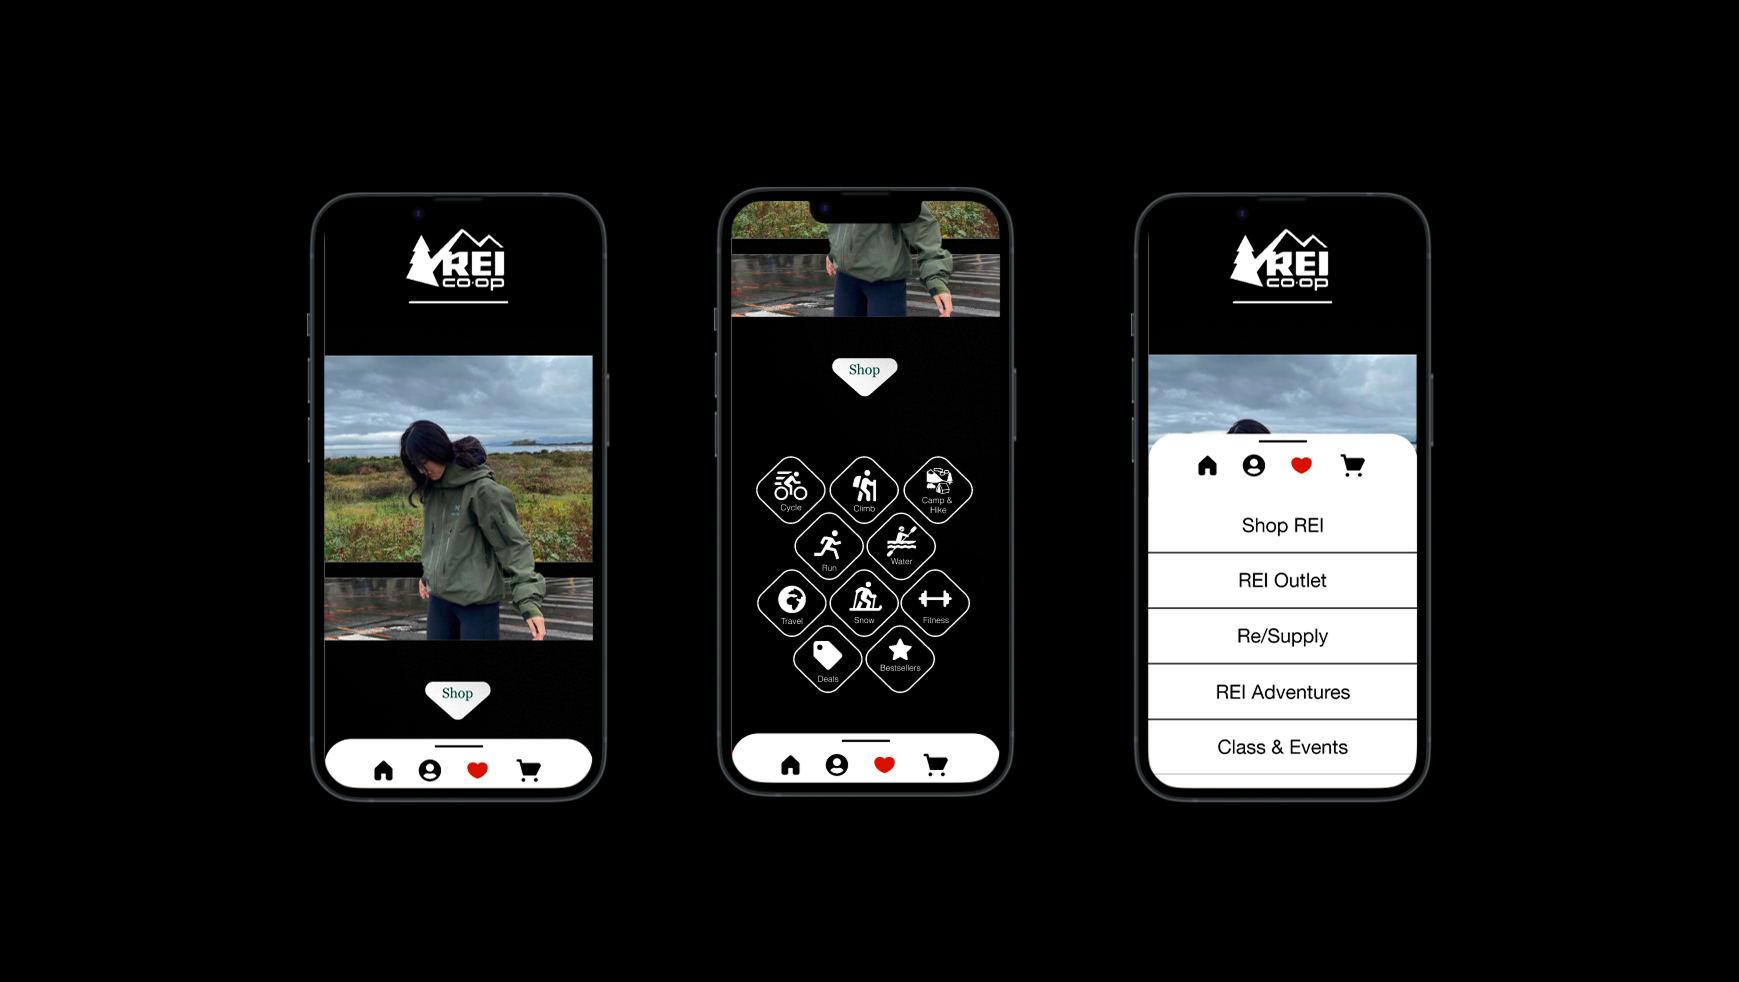 REI
co·op
Shop
Shop
Cycle
Climb
Camp &
Hike
Run
Water
Travel
Snow
Fitness
Deals
Bestsellers
REI
co·op
Shop REI
REI Outlet
Re/Supply
REI Adventures
Class & Events